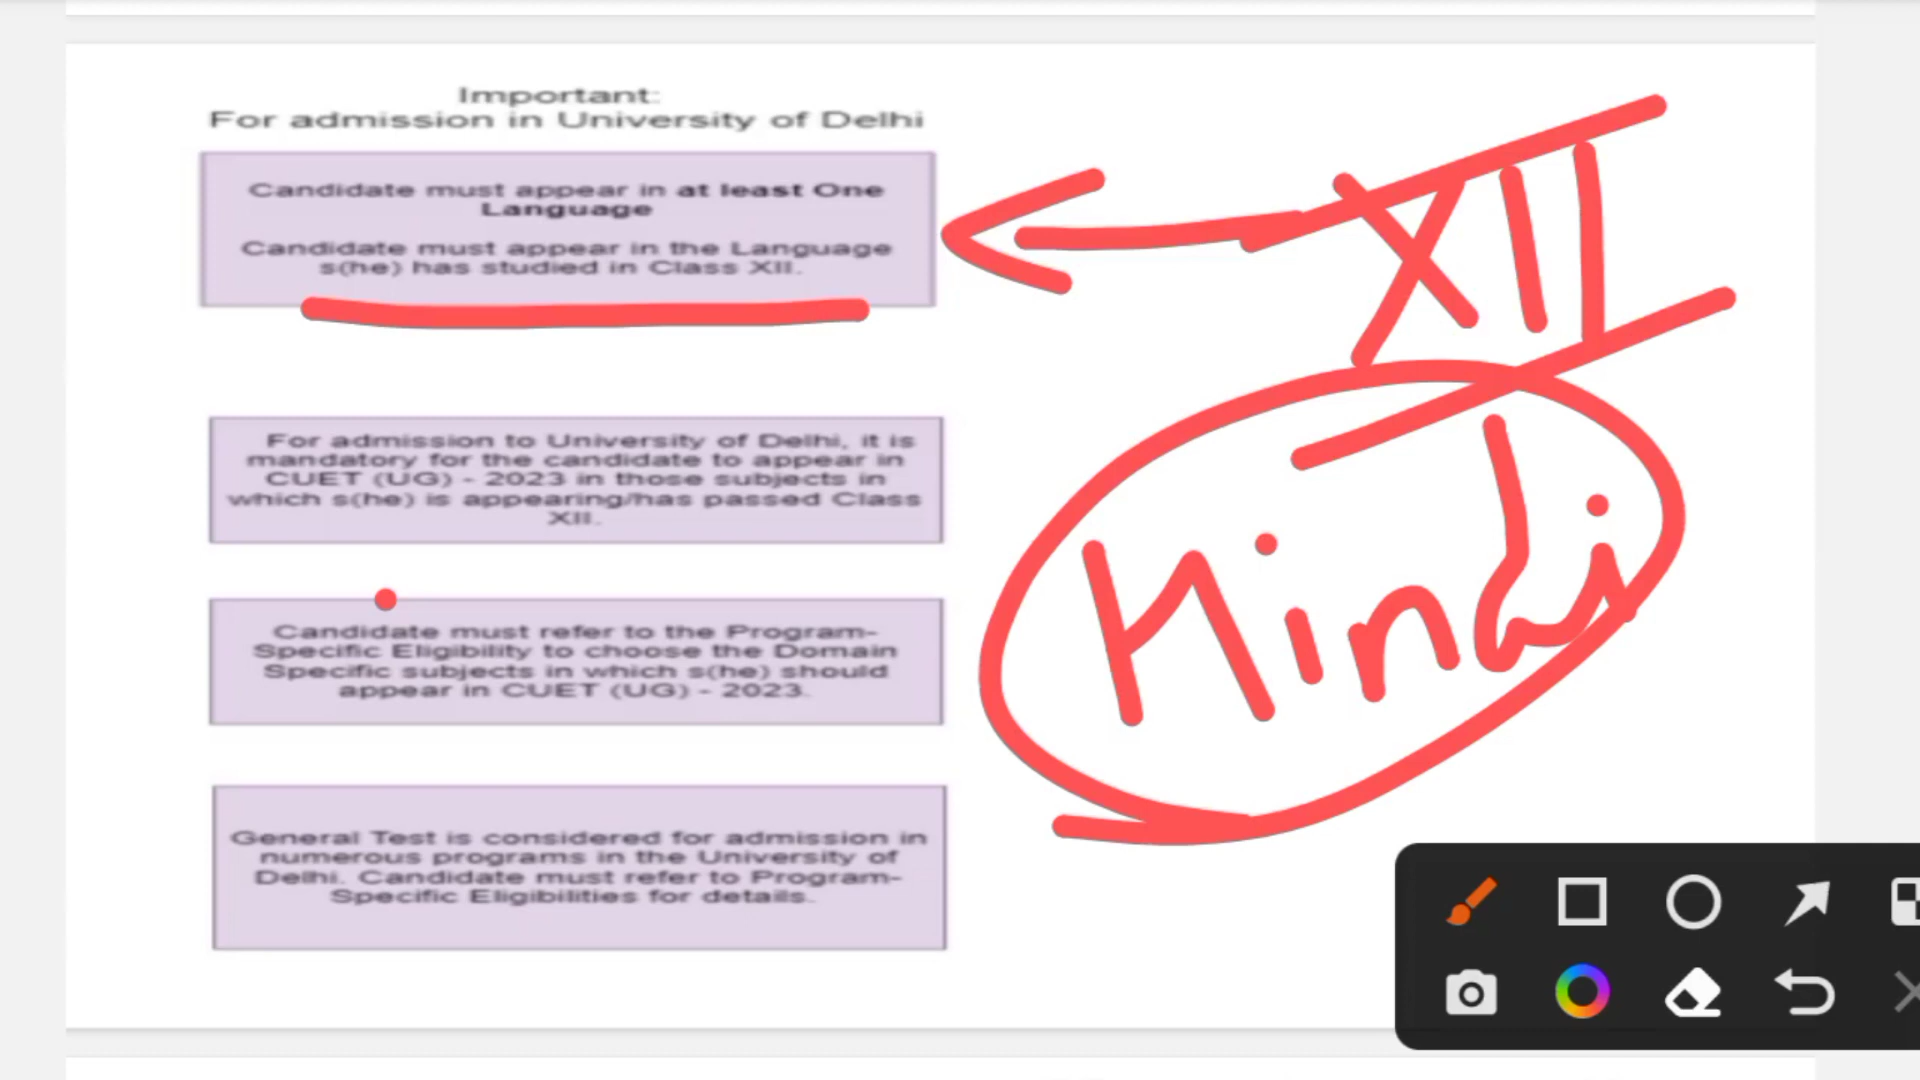 Important:
For admission in University of Delhi
Candidate must appear in at least One
Language
Candidate must appear in the Language
s(he) has studied in Class XII.
For admission to University of Delhi, it is
mandatory for the candidate to appear in
CUET (UG) - 2023 in those subjects in
which s(he) is appearing/has passed Class
XII.
Candidate must refer to the Program-
Specific Eligibility to choose the Domain
Specific subjects in which s(he) should
appear in CUET (UG) - 2023.
General Test is considered for admission in
numerous programs in the University of
Delhi. Candidate must refer to Program-
Specific Eligibilities for details.
XII
Hindi